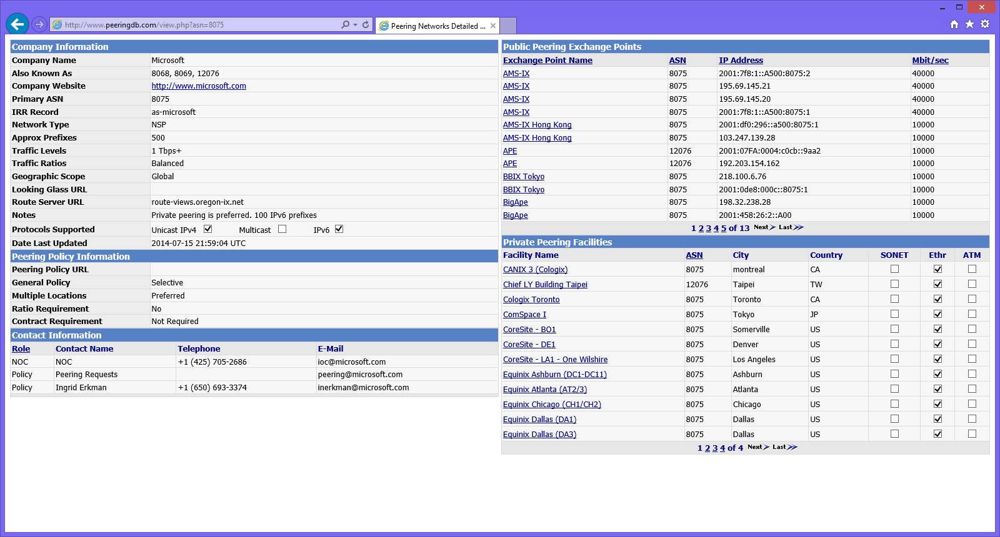 http://www.peeringdb.com/view.php?asn=8075
Peering Networks Detailed ...
Company Information
Company Name Microsoft
Also Known As 8068, 8069, 12076
Company Website http://www.microsoft.com
Primary ASN 8075
IRR Record as-microsoft
Network Type NSP
Approx Prefixes 500
Traffic Levels 1 Tbps+
Traffic Ratios Balanced
Geographic Scope Global
Looking Glass URL
Route Server URL route-views.oregon-ix.net
Notes Private peering is preferred. 100 IPv6 prefixes
Protocols Supported Unicast IPv4 Multicast IPv6
Date Last Updated 2014-07-15 21:59:04 UTC
Peering Policy Information
Peering Policy URL
General Policy Selective
Multiple Locations Preferred
Ratio Requirement No
Contract Requirement Not Required
Contact Information
Role Contact Name Telephone E-Mail
NOC NOC +1 (425) 705-2686 ioc@microsoft.com
Policy Peering Requests peering@microsoft.com
Policy Ingrid Erkman +1 (650) 693-3374 inerkman@microsoft.com
Public Peering Exchange Points
Exchange Point Name ASN IP Address Mbit/sec
AMS-IX 8075 2001:7f8:1::A500:8075:2 40000
AMS-IX 8075 195.69.145.21 40000
AMS-IX 8075 195.69.145.20 40000
AMS-IX 8075 2001:7f8:1::A500:8075:1 40000
AMS-IX Hong Kong 8075 2001:df0:296::a500:8075:1 10000
AMS-IX Hong Kong 8075 103.247.139.28 10000
APE 12076 2001:07FA:0004:c0cb::9aa2 10000
APE 12076 192.203.154.162 10000
BBIX Tokyo 8075 218.100.6.76 10000
BBIX Tokyo 8075 2001:0de8:000c::8075:1 10000
BigApe 8075 198.32.238.28 10000
BigApe 8075 2001:458:26:2::A00 10000
1 2 3 4 5 of 13 Next Last
Private Peering Facilities
Facility Name ASN City Country SONET Ethr ATM
CANIX 3 (Cologix) 8075 montreal CA
Chief LY Building Taipei 12076 Taipei TW
Cologix Toronto 8075 Toronto CA
ComSpace I 8075 Tokyo JP
CoreSite - BO1 8075 Somerville US
CoreSite - DE1 8075 Denver US
CoreSite - LA1 - One Wilshire 8075 Los Angeles US
Equinix Ashburn (DC1-DC11) 8075 Ashburn US
Equinix Atlanta (AT2/3) 8075 Atlanta US
Equinix Chicago (CH1/CH2) 8075 Chicago US
Equinix Dallas (DA1) 8075 Dallas US
Equinix Dallas (DA3) 8075 Dallas US
1 2 3 4 of 4 Next Last